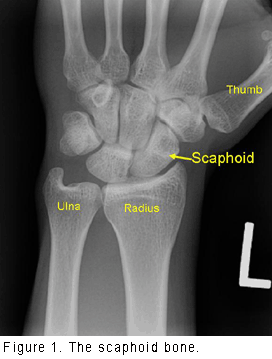 Thumb
Scaphoid
Ulna Radius
L
Figure 1. The scaphoid bone.